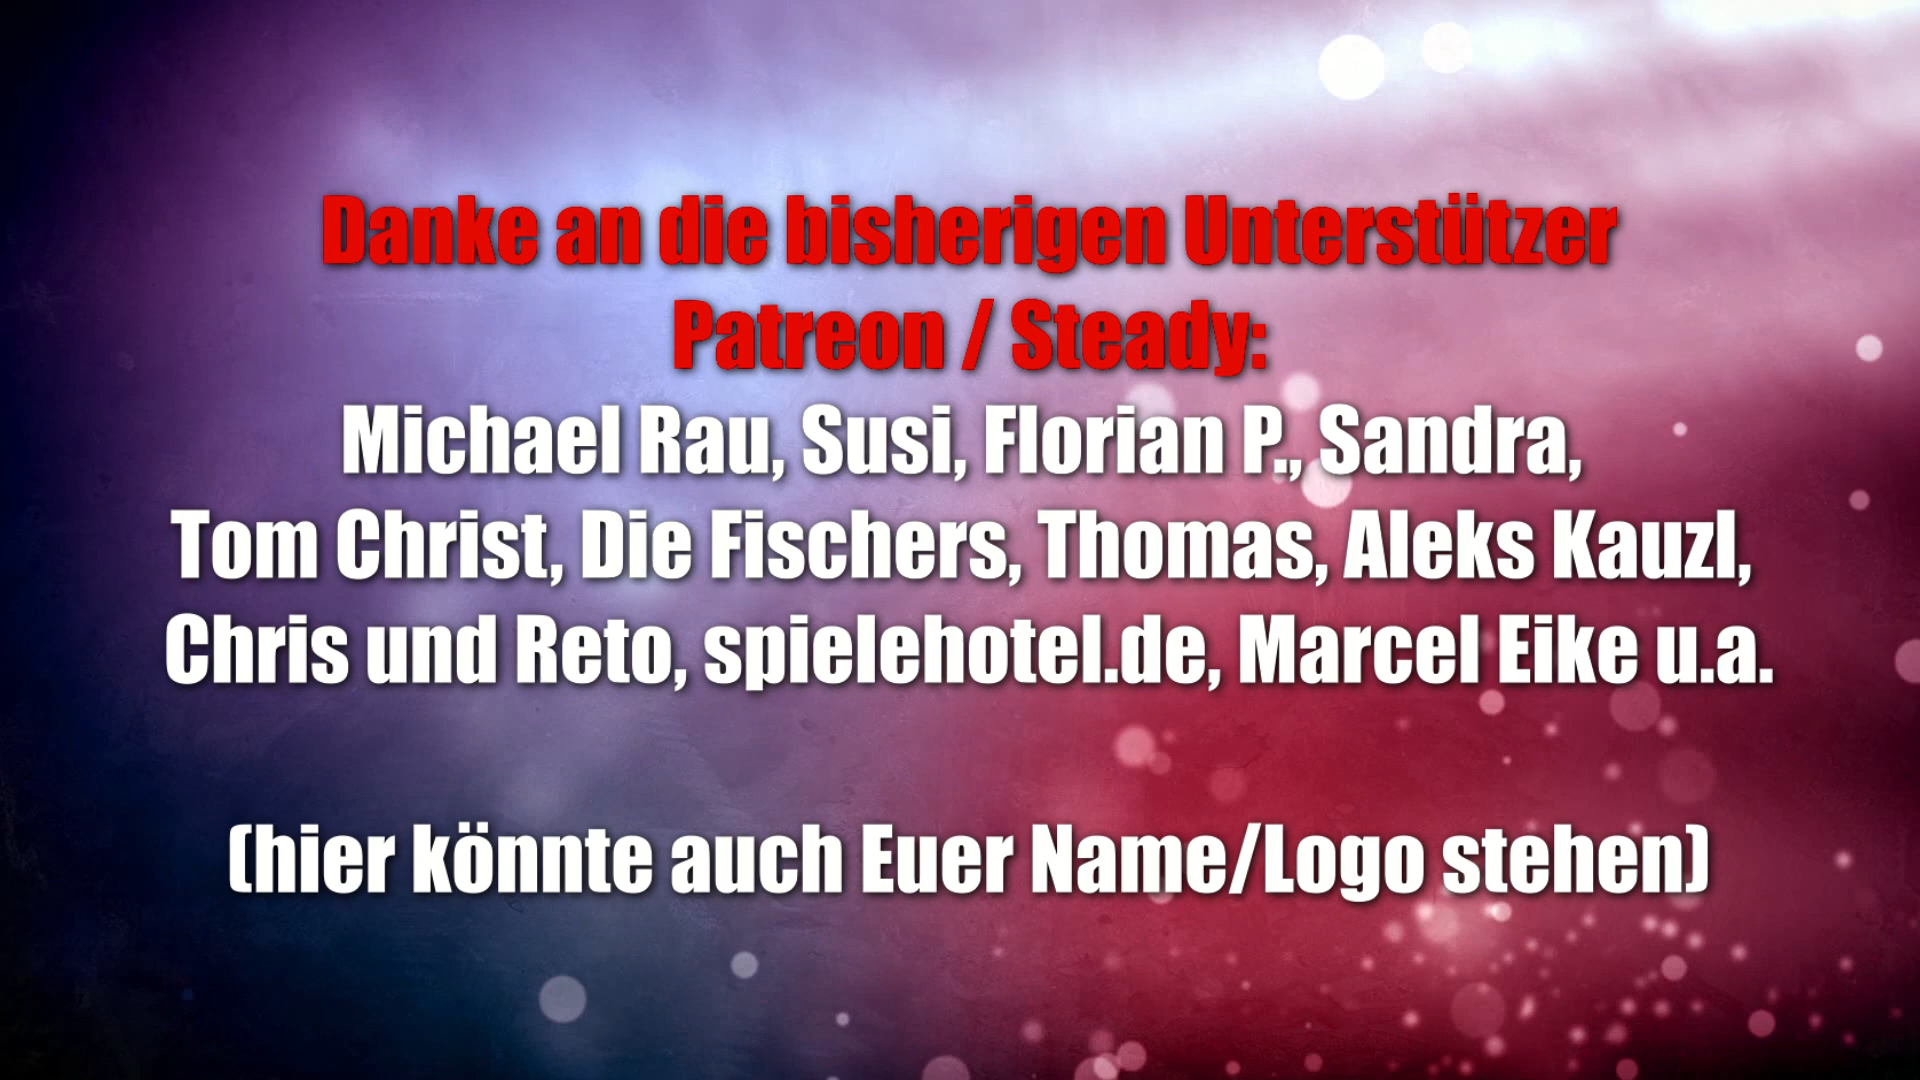 Danke an die bisherigen Unterstützer
Patreon / Steady:
Michael Rau, Susi, Florian P., Sandra,
Tom Christ, Die Fischers, Thomas, Aleks Kauzl,
Chris und Reto, spielehotel.de, Marcel Eike u.a.
(hier könnte auch Euer Name/Logo stehen)